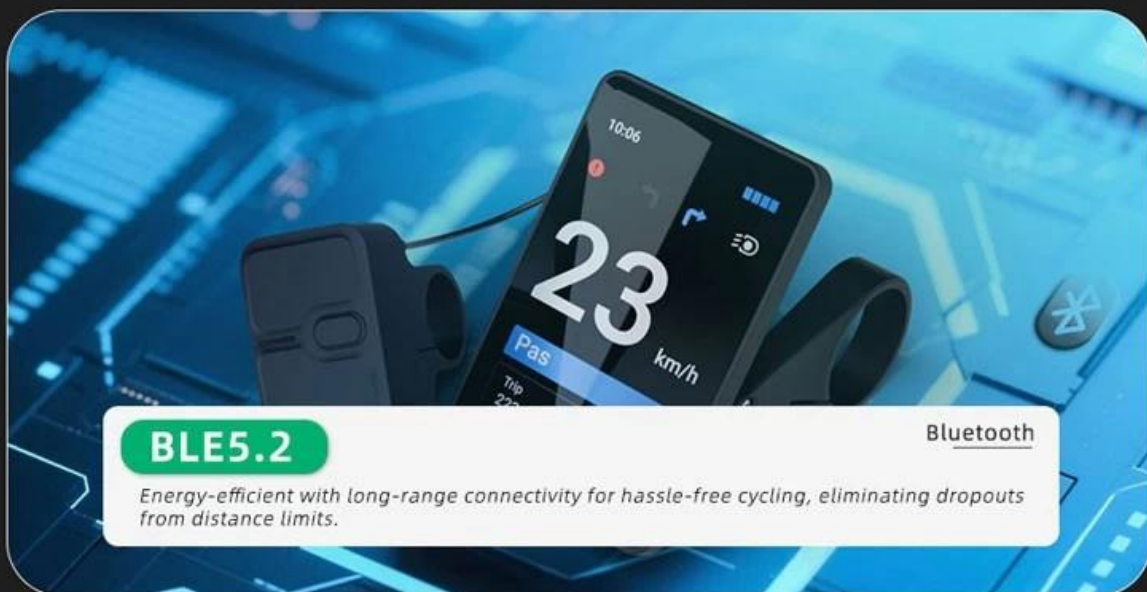 10:06
23
km/h
Pas
Trip
BLE5.2
Bluetooth
Energy-efficient with long-range connectivity for hassle-free cycling, eliminating dropouts
from distance limits.